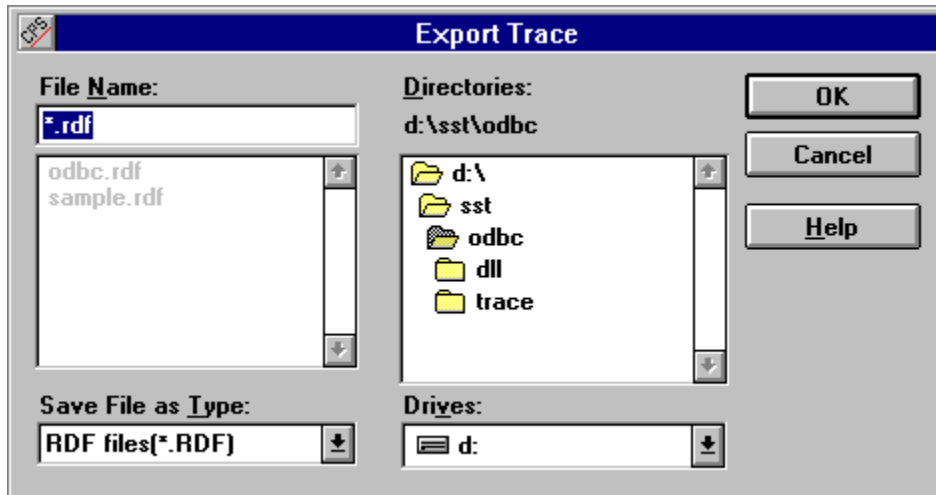 CPS
Export Trace
File Name:
*.rdf
odbc.rdf
sample.rdf
Save File as Type:
RDF files(*.RDF)
Directories:
d:\sst\odbc
d:\
sst
odbc
dll
trace
Drives:
d:
OK
Cancel
Help